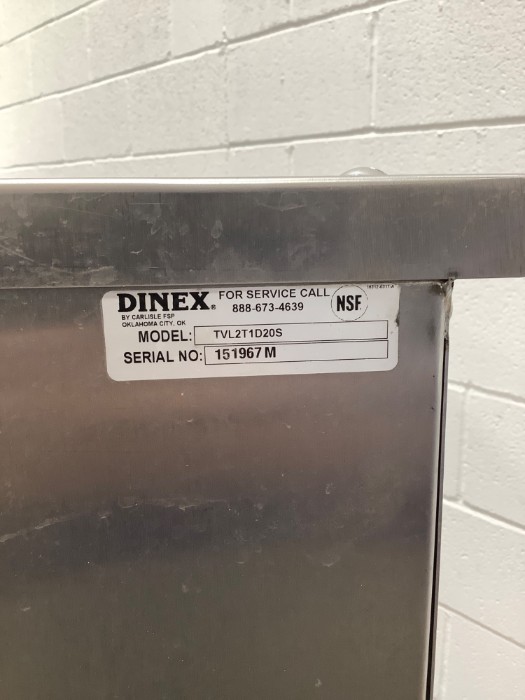 DINEX® FOR SERVICE CALL
888-673-4639
NSF.
BY CARLISLE FSP
OKLAHOMA CITY, OK
MODEL: TVL2T1D20S
SERIAL NO: 151967 M